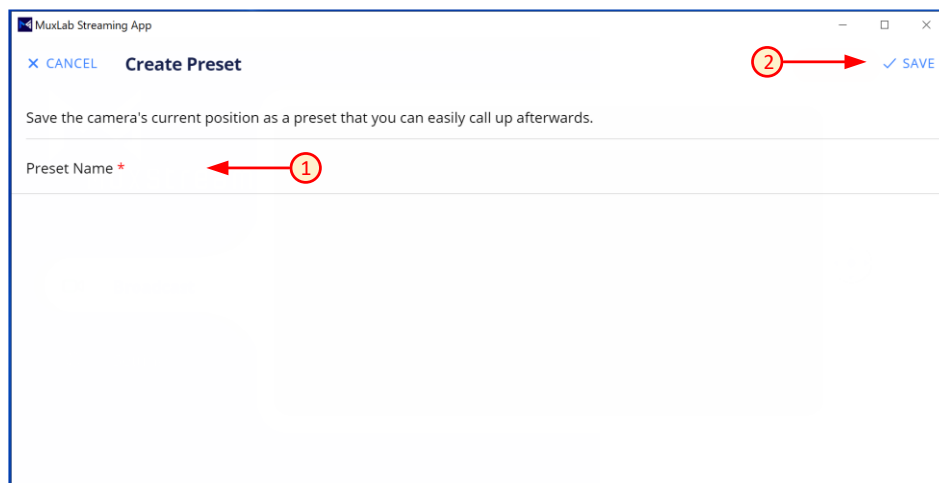 MuxLab Streaming App
CANCEL Create Preset 2 SAVE
Save the camera's current position as a preset that you can easily call up afterwards.
Preset Name * 1